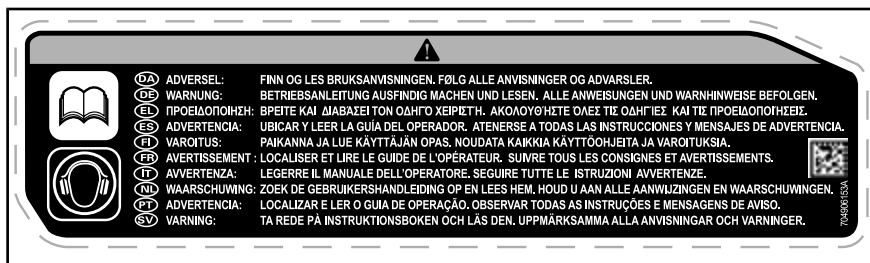 DA ADVERSEL: FINN OG LES BRUKSANVISNINGEN. FØLG ALLE ANVISNINGER OG ADVARSLER.
DE WARNUNG: BETRIEBSANLEITUNG AUSFINDIG MACHEN UND LESEN. ALLE ANWEISUNGEN UND WARNHINWEISE BEFOLGEN.
EL ΠΡΟΕΙΔΟΠΟΙΗΣΗ: ΒΡΕΙΤΕ ΚΑΙ ΔΙΑΒΑΣΕΙ ΤΟΝ ΟΔΗΓΟ ΧΕΙΡΙΣΤΗ. ΑΚΟΛΟΥΘΗΣΤΕ ΌΛΕΣ ΤΙΣ ΟΔΗΓΙΕΣ ΚΑΙ ΤΙΣ ΠΡΟΕΙΔΟΠΟΙΗΣΕΙΣ.
ES ADVERTENCIA: UBICAR Y LEER LA GUÍA DEL OPERADOR. ATENERSE A TODAS LAS INSTRUCCIONES Y MENSAJES DE ADVERTENCIA.
FI VAROITUS: PAIKANNA JA LUE KÄYTTÄJÄN OPAS. NOUDATA KAIKKIA KÄYTTÖOHJEITA JA VAROITUKSIA.
FR AVERTISSEMENT : LOCALISER ET LIRE LE GUIDE DE L'OPÉRATEUR. SUIVRE TOUS LES CONSIGNES ET AVERTISSEMENTS.
IT AVVERTENZA: LEGERRE IL MANUALE DELL'OPERATORE. SEGUIRE TUTTE LE ISTRUZIONI AVVERTENZE.
NL WAARSCHUWING: ZOEK DE GEBRUIKERSHANDLEIDING OP EN LEES HEM. HOUD U AAN ALLE AANWIJZINGEN EN WAARSCHUWINGEN.
PT ADVERTENCIA: LOCALIZAR E LER O GUIA DE OPERAÇÃO. OBSERVAR TODAS AS INSTRUÇÕES E MENSAGENS DE AVISO.
SV VARNING: TA REDE PÅ INSTRUKTIONSBOKEN OCH LÄS DEN. UPPMÄRKSAMMA ALLA ANVISNINGAR OCH VARNINGER.
704906153A